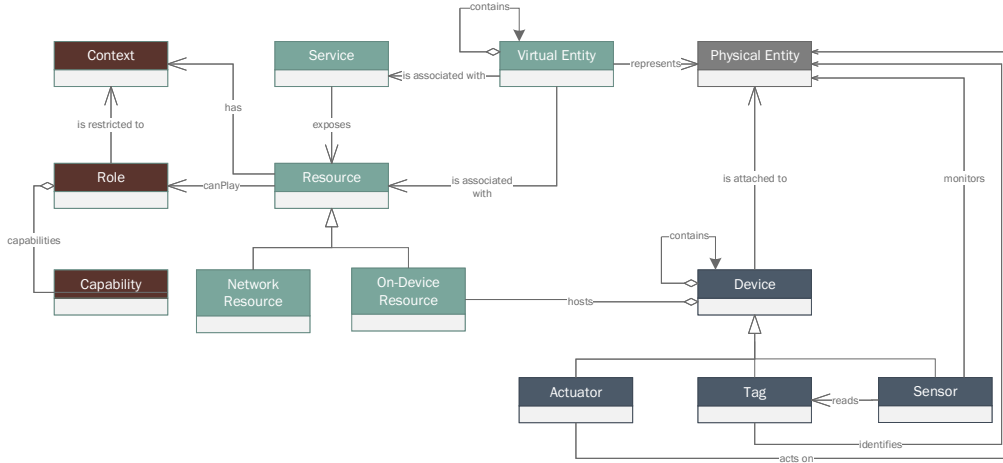 contains
Context
Service
Virtual Entity
Physical Entity
represents
is associated with
has
is restricted to
exposes
Role
canPlay
Resource
is associated
with
is attached to
monitors
capabilities
contains
Capability
Network
Resource
On-Device
Resource
hosts
Device
Actuator
Tag
reads
Sensor
identifies
acts on